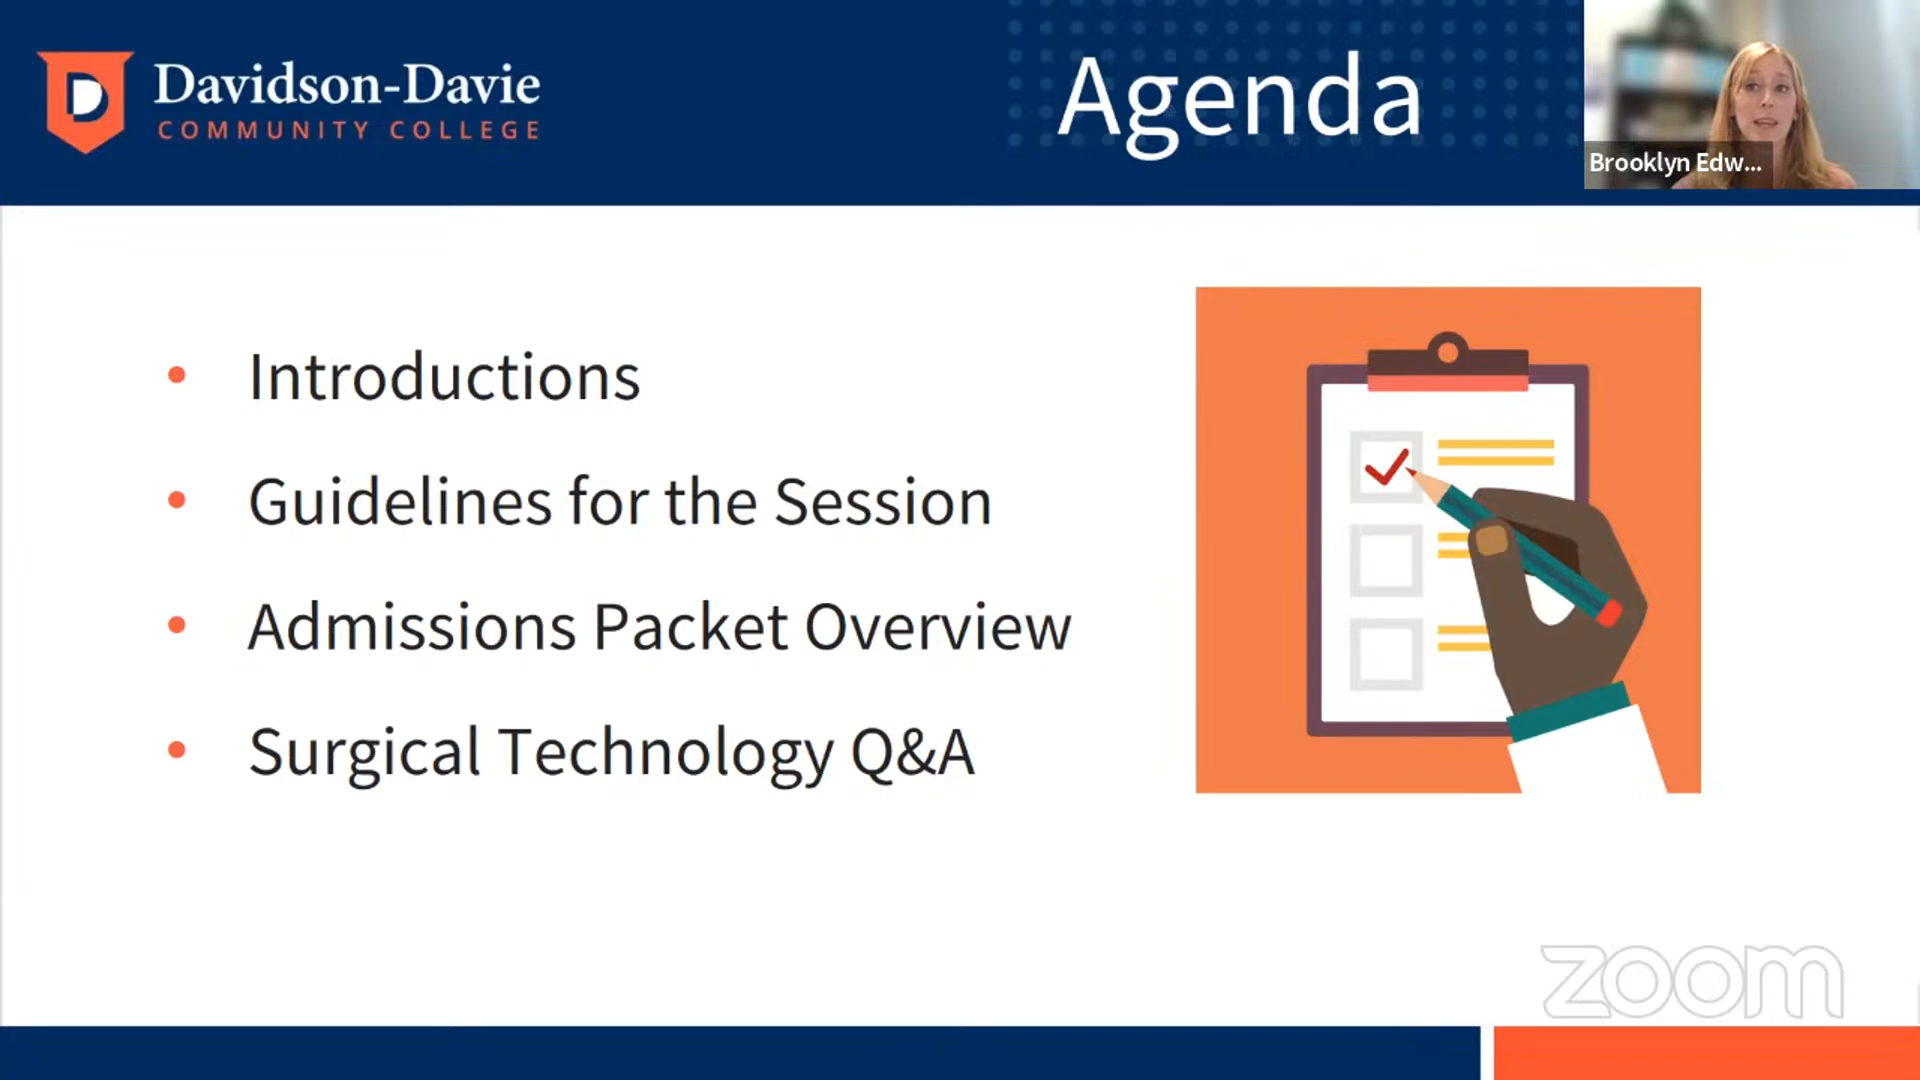 Davidson-Davie
COMMUNITY COLLEGE
Agenda
Brooklyn Edw...
• Introductions
• Guidelines for the Session
• Admissions Packet Overview
• Surgical Technology Q&A
zoom